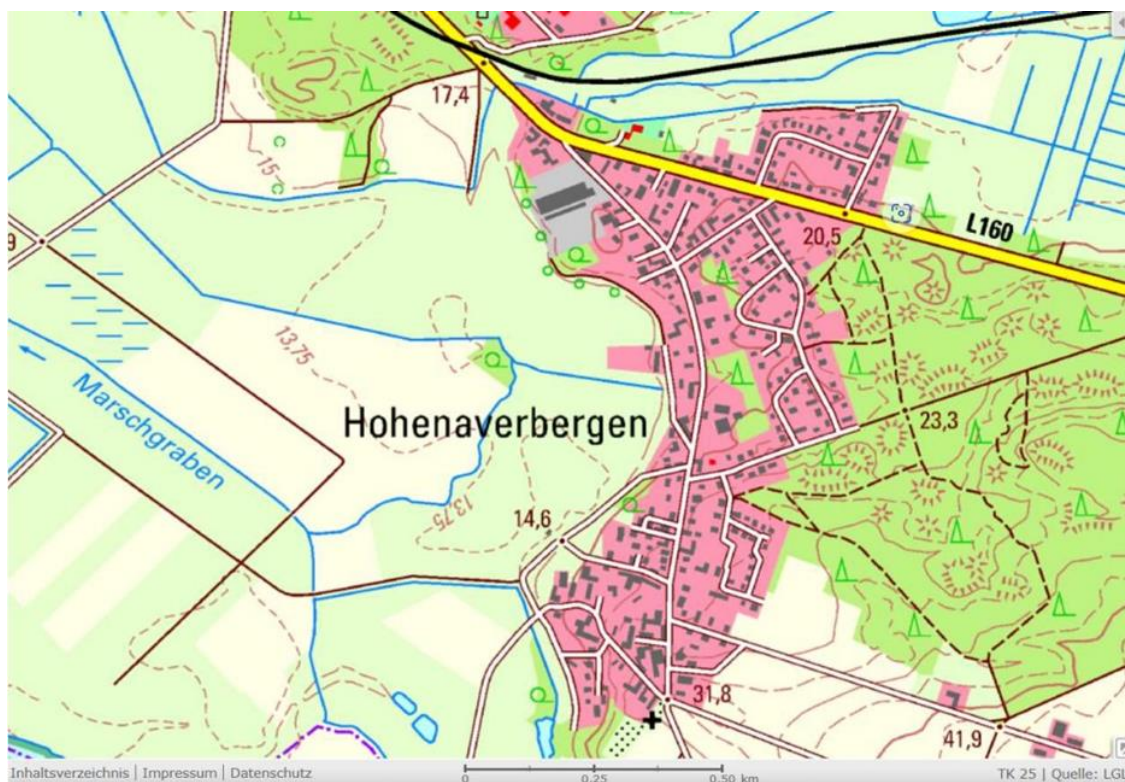 17,4
15
L160
20,5
9
13,75
Marschgraben
Hohenaverbergen
23,3
13,75
14,6
31,8
41,9
Inhaltsverzeichnis | Impressum | Datenschutz
0 0,25 0,50 km
TK 25 | Quelle: LGL